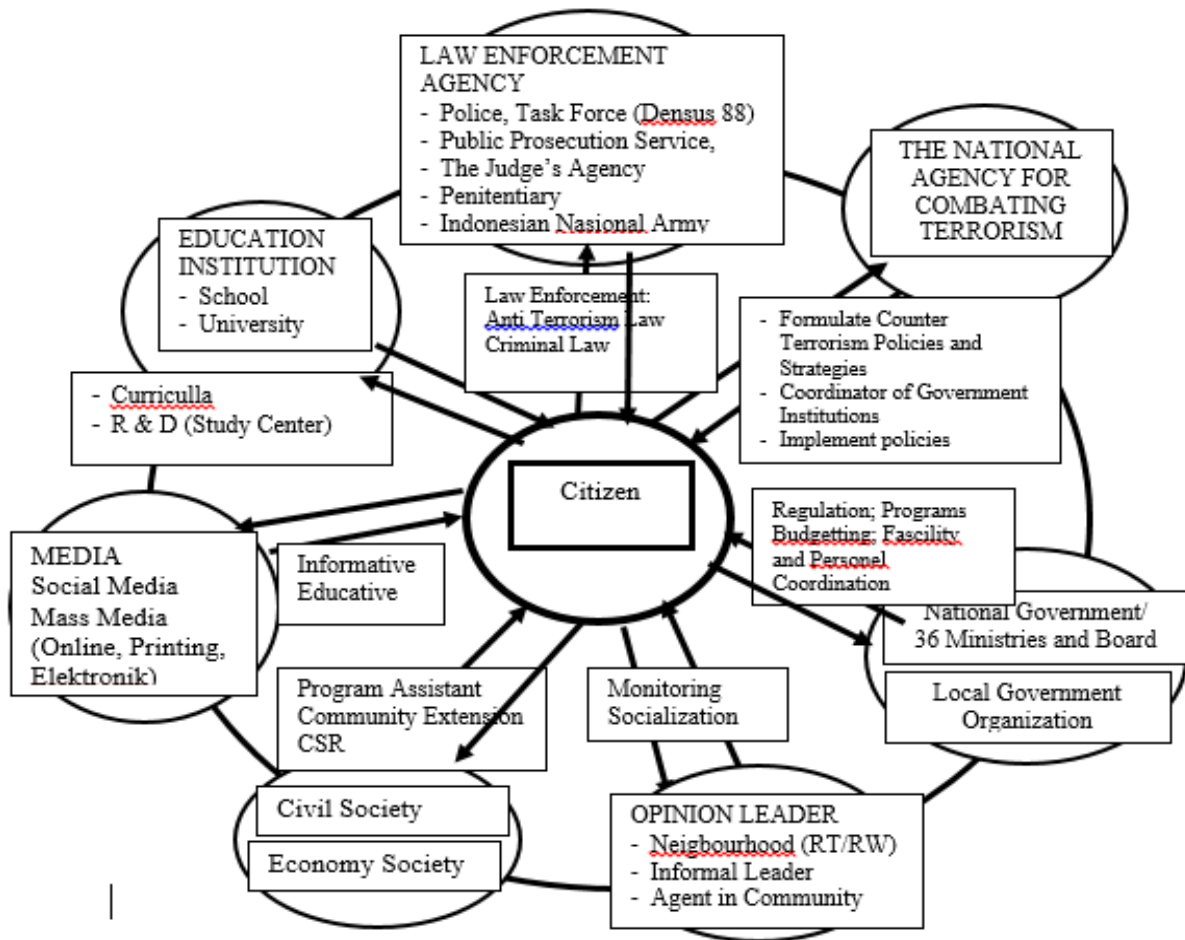 LAW ENFORCEMENT
AGENCY
- Police, Task Force (Densus 88)
- Public Prosecution Service,
- The Judge's Agency
- Penitentiary
- Indonesian Nasional Army
THE NATIONAL
AGENCY FOR
COMBATING
TERRORISM
EDUCATION
INSTITUTION
- School
- University
Law Enforcement:
Anti Terrorism Law
Criminal Law
- Formulate Counter
Terrorism Policies and
Strategies
- Coordinator of Government
Institutions
- Implement policies
- Curriculla
- R & D (Study Center)
Citizen
Regulation; Programs
Budgetting; Fascility
and Personel
Coordination
MEDIA
Social Media
Mass Media
(Online, Printing,
Elektronik)
Informative
Educative
National Government/
36 Ministries and Board
Local Government
Organization
Program Assistant
Community Extension
CSR
Monitoring
Socialization
Civil Society
Economy Society
OPINION LEADER
- Neigbourhood (RT/RW)
- Informal Leader
- Agent in Community